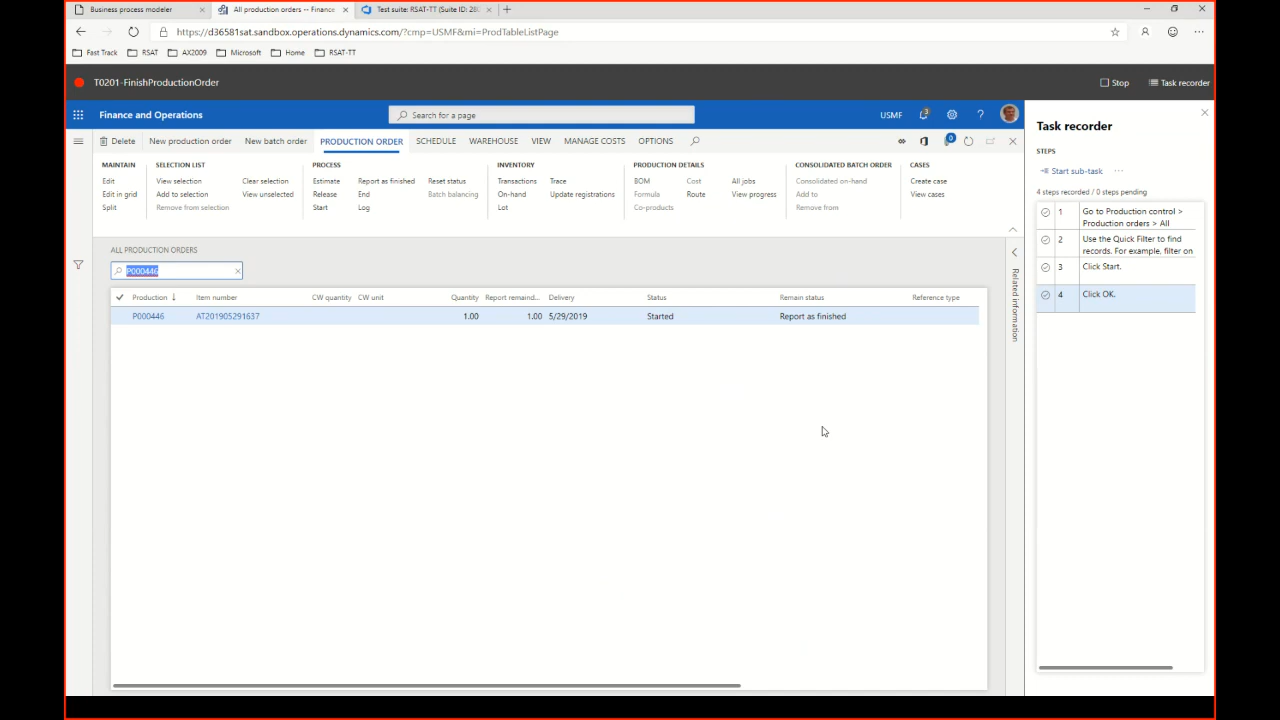 Business process modeler
All production orders -- Finance
Test suite: RSAT-TT (Suite ID: 280
https://d36581sat.sandbox.operations.dynamics.com/?cmp=USMF&mi=ProdTableListPage
Fast Track RSAT AX2009 Microsoft Home RSAT-TT
T0201-FinishProductionOrder
Stop Task recorder
Finance and Operations
Search for a page
USMF
3
Delete New production order New batch order PRODUCTION ORDER SCHEDULE WAREHOUSE VIEW MANAGE COSTS OPTIONS
0
MAINTAIN
Edit
Edit in grid
Split
SELECTION LIST
View selection Clear selection
Add to selection View unselected
Remove from selection
PROCESS
Estimate Report as finished Reset status
Release End Batch balancing
Start Log
INVENTORY
Transactions Trace
On-hand Update registrations
Lot
PRODUCTION DETAILS
BOM Cost All jobs
Formula Route View progress
Co-products
CONSOLIDATED BATCH ORDER
Consolidated on-hand
Add to
Remove from
CASES
Create case
View cases
ALL PRODUCTION ORDERS
P000446
Production Item number CW quantity CW unit Quantity Report remaind... Delivery Status Remain status Reference type
P000446 AT201905291637 1.00 1.00 5/29/2019 Started Report as finished
Related information
Task recorder
STEPS
Start sub-task
4 steps recorded / 0 steps pending
1 Go to Production control >
Production orders > All
2 Use the Quick Filter to find
records. For example, filter on
3 Click Start.
4 Click OK.